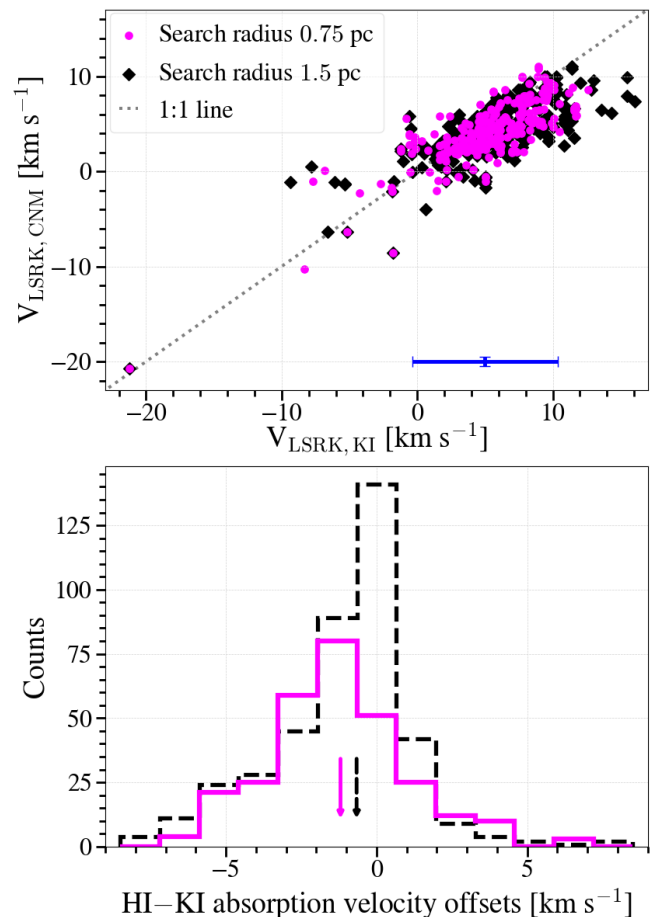 Search radius 0.75 pc
Search radius 1.5 pc
1:1 line
V_LSRK, CNM [km s⁻¹]
10
0
−10
−20
−20
−10
0
10
V_LSRK, KI [km s⁻¹]
Counts
125
100
75
50
25
0
−5
0
5
HI−KI absorption velocity offsets [km s⁻¹]